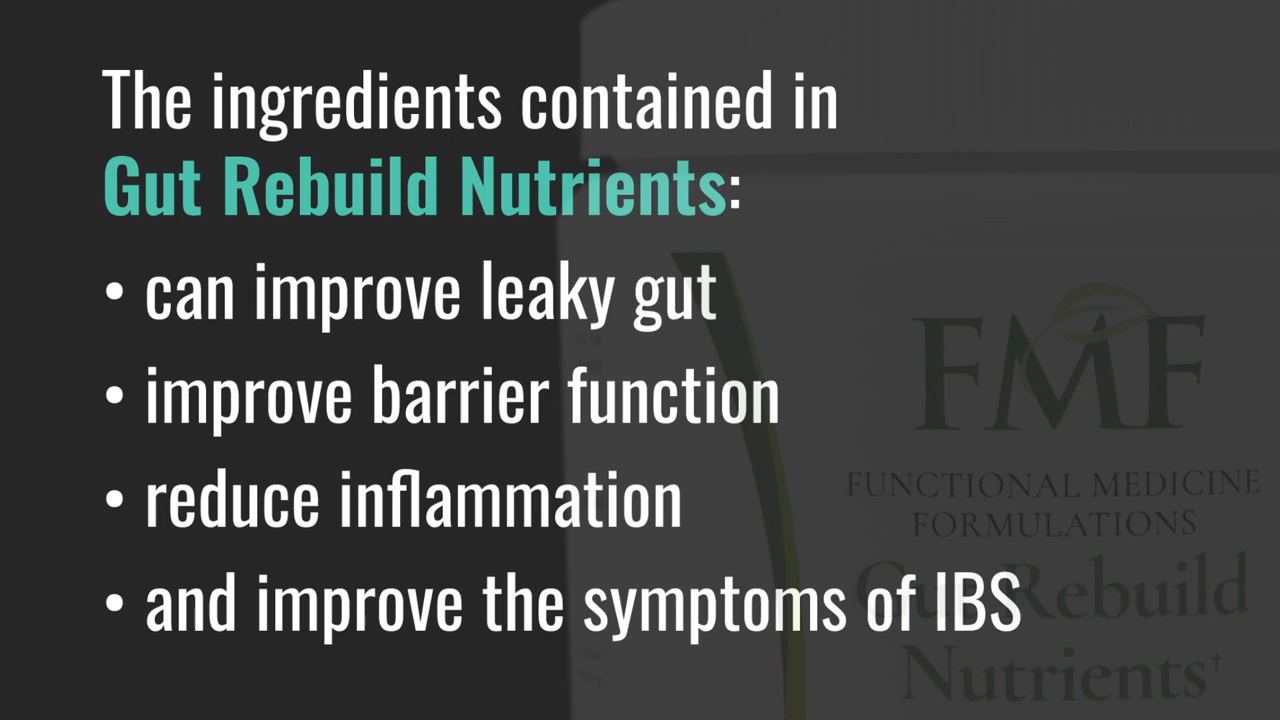 The ingredients contained in
Gut Rebuild Nutrients:
• can improve leaky gut
• improve barrier function
• reduce inflammation
• and improve the symptoms of IBS
FMF
FUNCTIONAL MEDICINE
FORMULATIONS
Gut Rebuild
Nutrients†